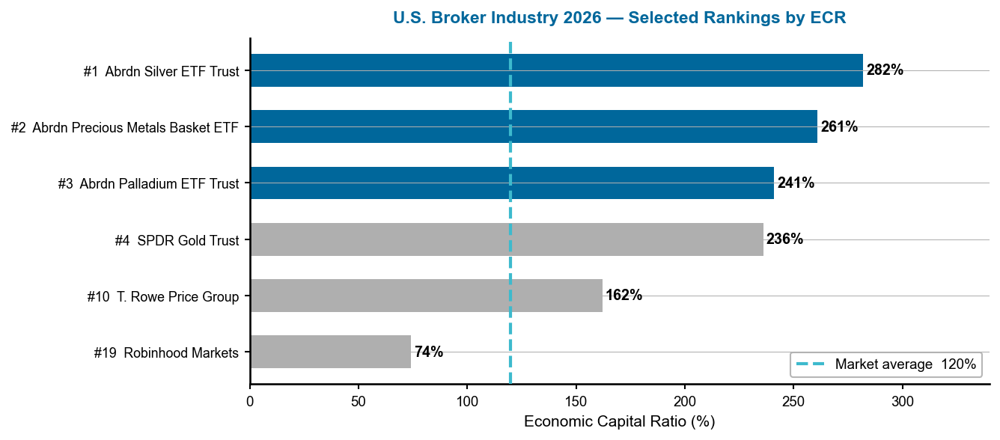 U.S. Broker Industry 2026 — Selected Rankings by ECR
#1 Abrdn Silver ETF Trust 282%
#2 Abrdn Precious Metals Basket ETF 261%
#3 Abrdn Palladium ETF Trust 241%
#4 SPDR Gold Trust 236%
#10 T. Rowe Price Group 162%
#19 Robinhood Markets 74%
Market average 120%
0 50 100 150 200 250 300
Economic Capital Ratio (%)